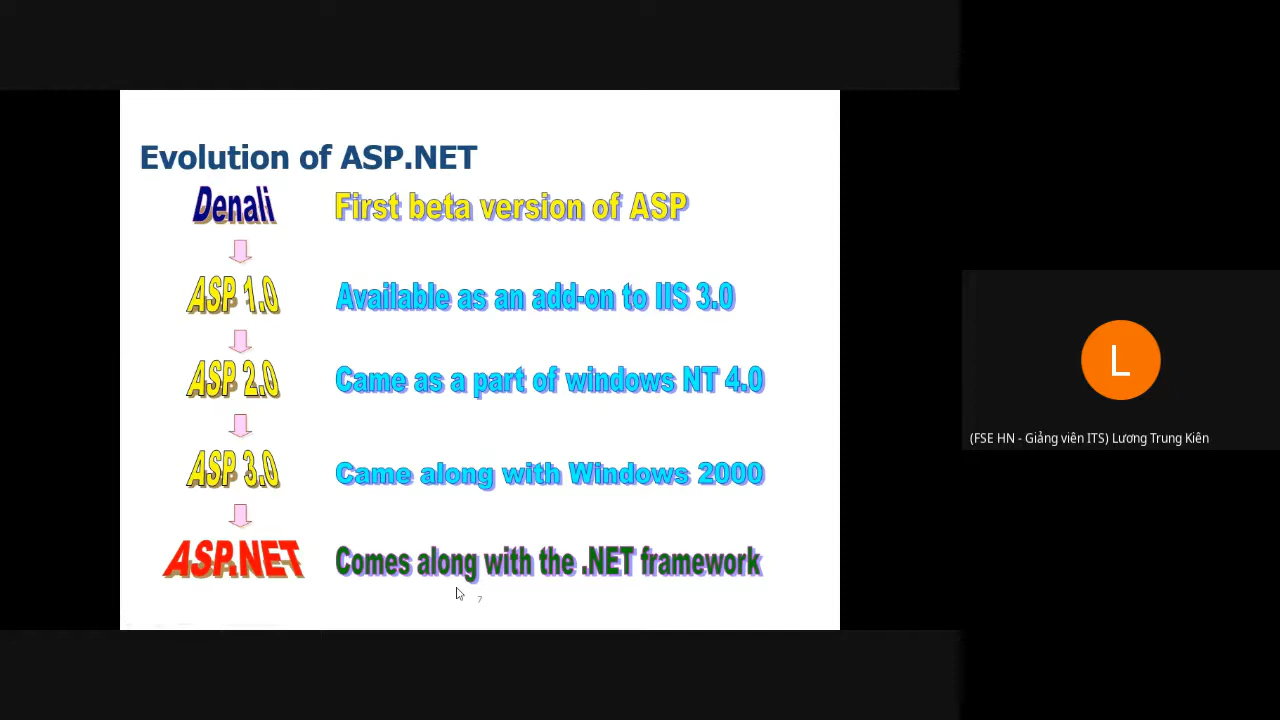 Evolution of ASP.NET
Denali First beta version of ASP
ASP 1.0 Available as an add-on to IIS 3.0
ASP 2.0 Came as a part of windows NT 4.0
ASP 3.0 Came along with Windows 2000
ASP.NET Comes along with the .NET framework
7
L
(FSE HN - Giảng viên ITS) Lương Trung Kiên